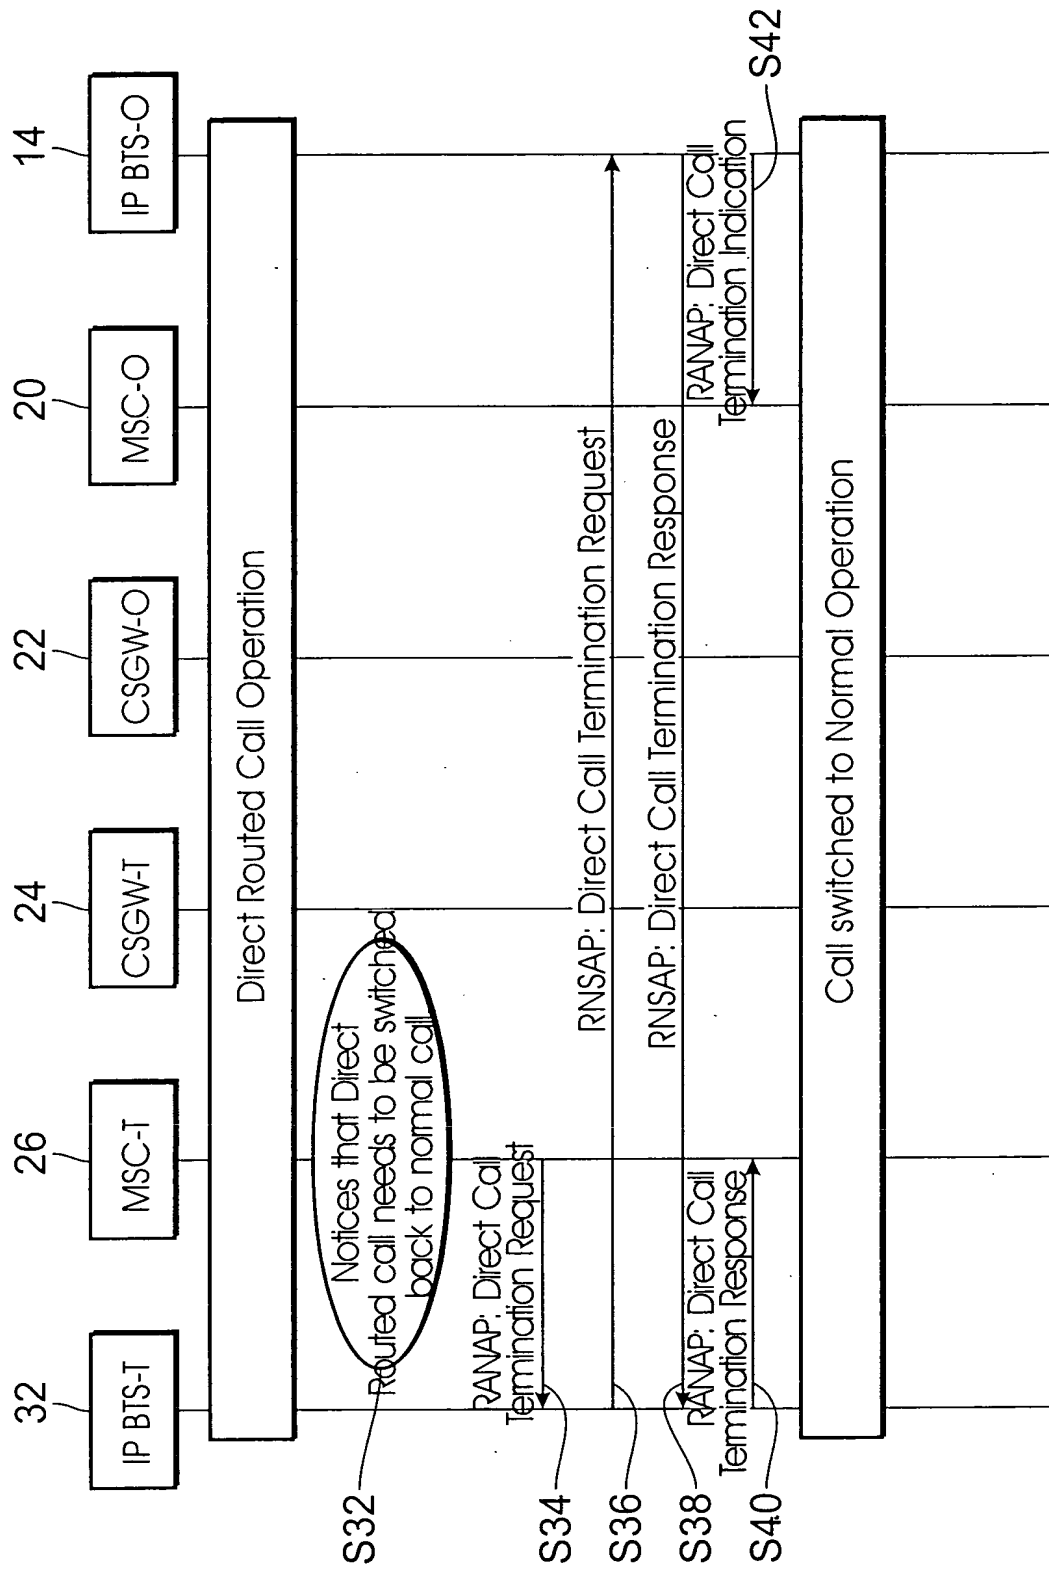 32
26
24
22
20
14
IP BTS-T
MSC-T
CSGW-T
CSGW-O
MSC-O
IP BTS-O
Direct Routed Call Operation
S32
Notices that Direct
Routed call needs to be switched
back to normal call
RANAP: Direct Call
Termination Request
S34
RNSAP: Direct Call Termination Request
S36
RNSAP: Direct Call Termination Response
S38
RANAP: Direct Call
Termination Response
S40
RANAP: Direct Call
Termination Indication
S42
Call switched to Normal Operation